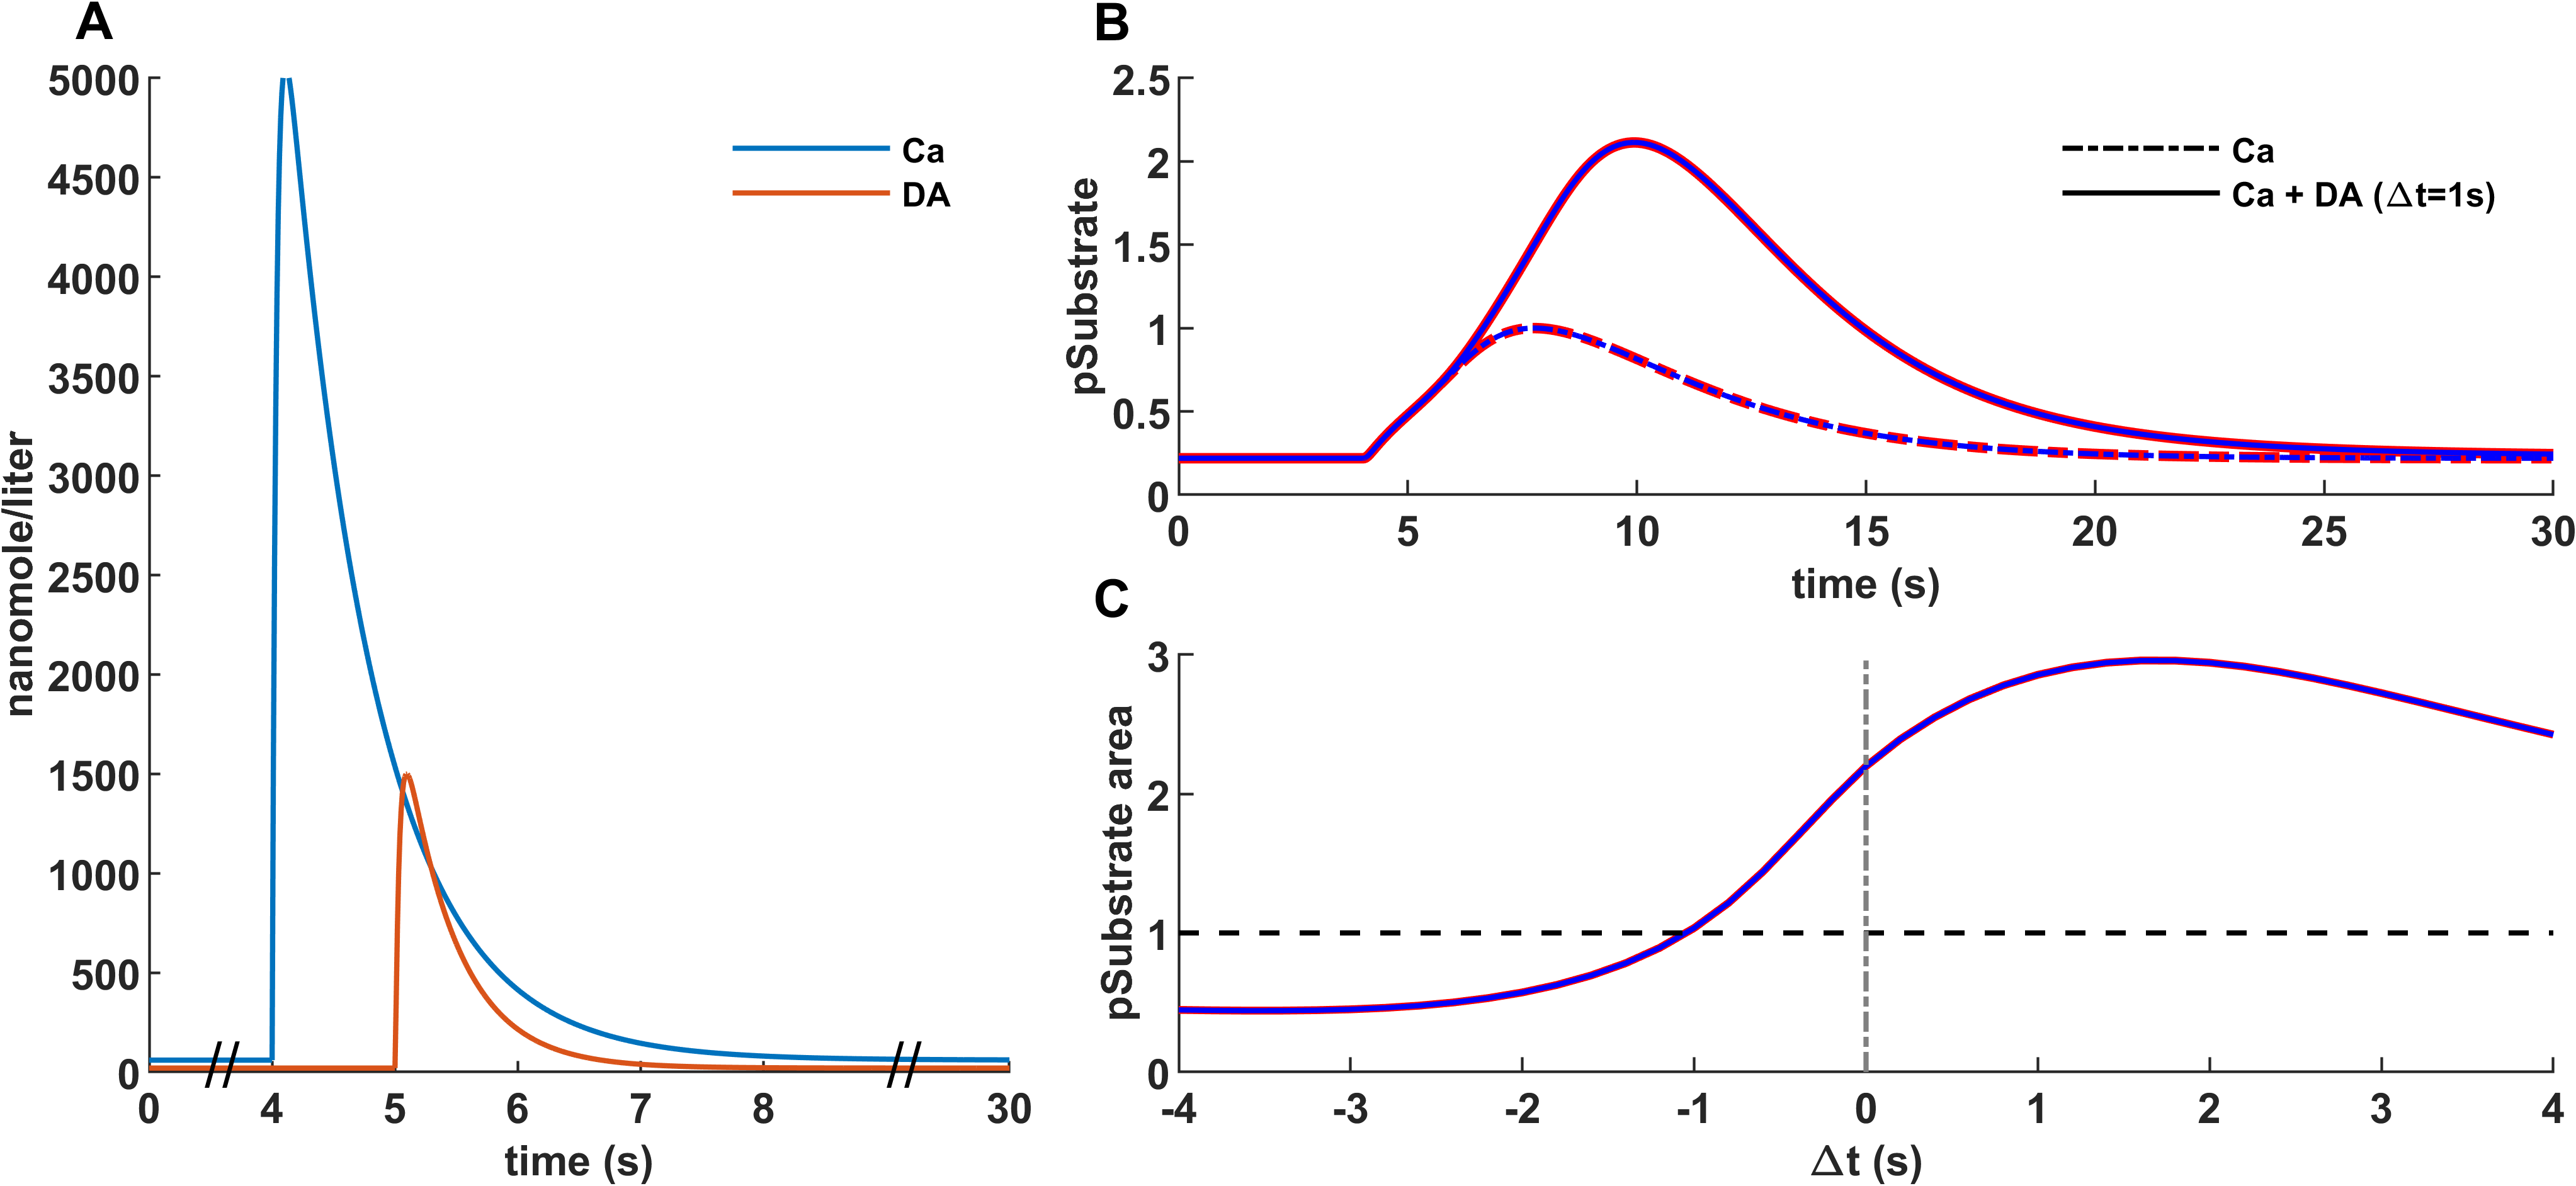 A
5000
4500
4000
3500
3000
2500
2000
1500
1000
500
0
nanomole/liter
Ca
DA
0 4 5 6 7 8 30
time (s)
B
2.5
2
1.5
1
0.5
0
pSubstrate
Ca
Ca + DA (Δt=1s)
0 5 10 15 20 25 30
time (s)
C
3
2
1
0
pSubstrate area
-4 -3 -2 -1 0 1 2 3 4
Δt (s)